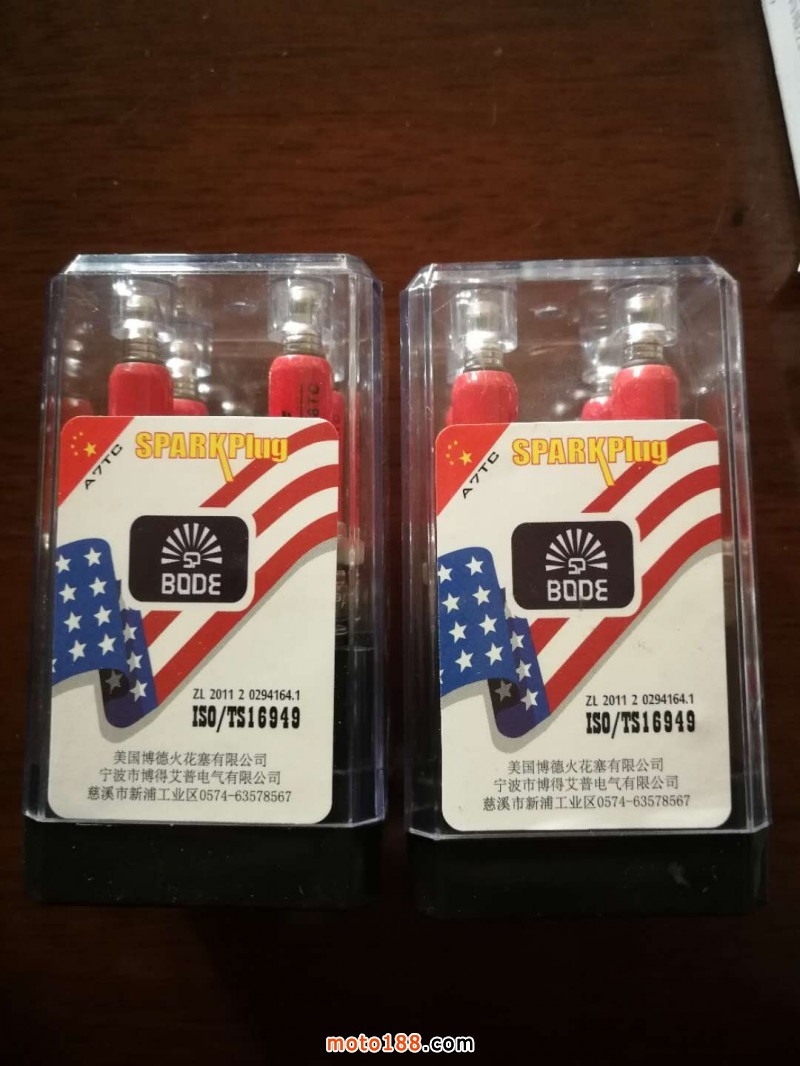 A7TC
SPARKPlug
BODE
ZL 2011 2 0294164.1
ISO/TS16949
美国博德火花塞有限公司
宁波市博得艾普电气有限公司
慈溪市新浦工业区0574-63578567
A7TC
SPARKPlug
BODE
ZL 2011 2 0294164.1
ISO/TS16949
美国博德火花塞有限公司
宁波市博得艾普电气有限公司
慈溪市新浦工业区0574-63578567
moto188.com